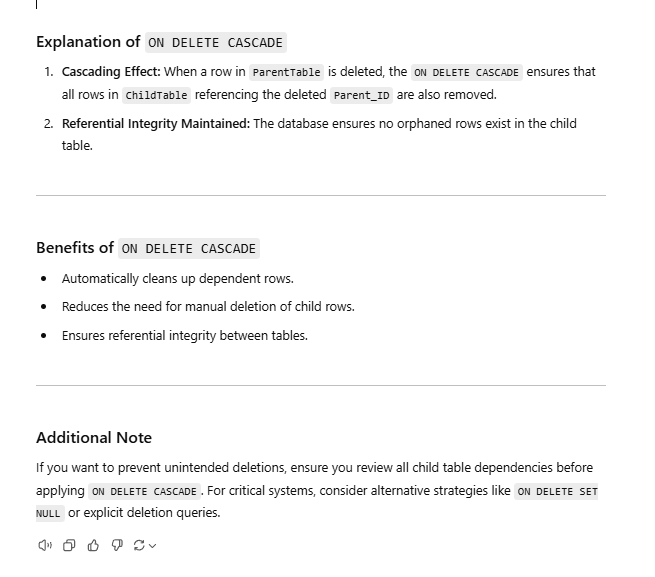 Explanation of ON DELETE CASCADE
1. Cascading Effect: When a row in ParentTable is deleted, the ON DELETE CASCADE ensures that
all rows in ChildTable referencing the deleted Parent_ID are also removed.
2. Referential Integrity Maintained: The database ensures no orphaned rows exist in the child
table.
Benefits of ON DELETE CASCADE
• Automatically cleans up dependent rows.
• Reduces the need for manual deletion of child rows.
• Ensures referential integrity between tables.
Additional Note
If you want to prevent unintended deletions, ensure you review all child table dependencies before
applying ON DELETE CASCADE. For critical systems, consider alternative strategies like ON DELETE SET
NULL or explicit deletion queries.